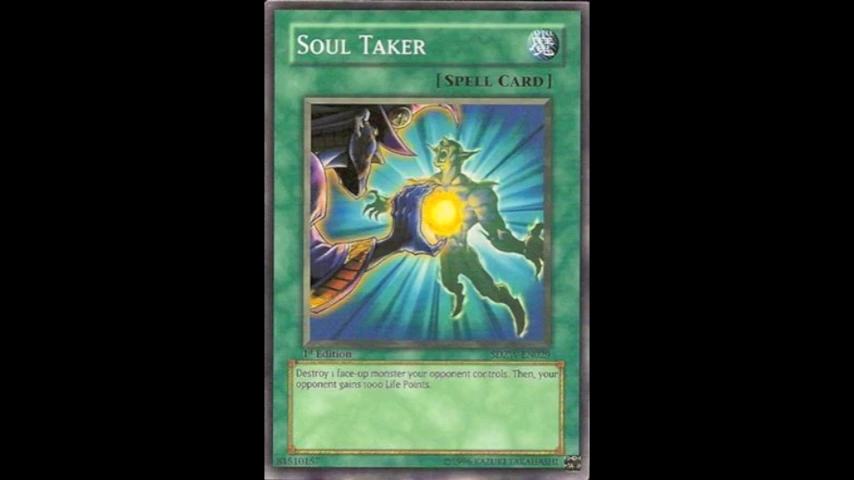 SOUL TAKER
[SPELL CARD]
1st Edition
Destroy 1 face-up monster your opponent controls. Then, your
opponent gains 1000 Life Points.
81510157
©1996 KAZUKI TAKAHASHI